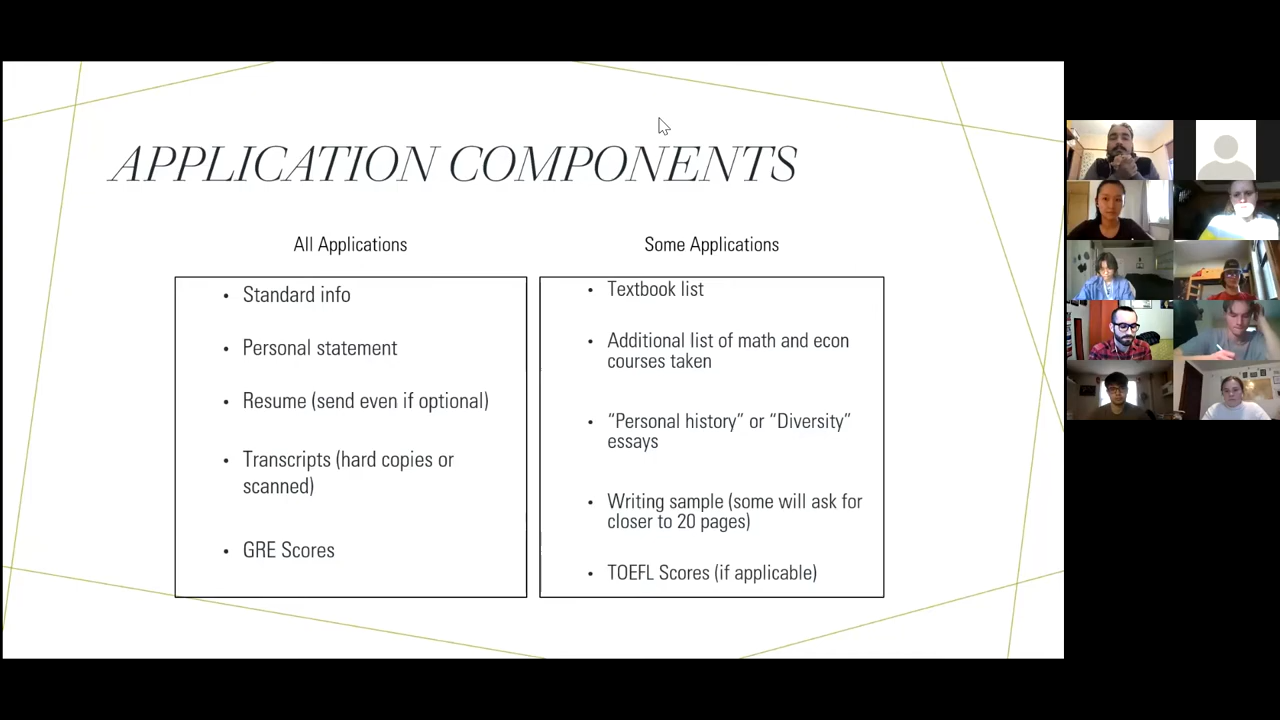 APPLICATION COMPONENTS
All Applications
• Standard info
• Personal statement
• Resume (send even if optional)
• Transcripts (hard copies or
scanned)
• GRE Scores
Some Applications
• Textbook list
• Additional list of math and econ
courses taken
• “Personal history” or “Diversity”
essays
• Writing sample (some will ask for
closer to 20 pages)
• TOEFL Scores (if applicable)